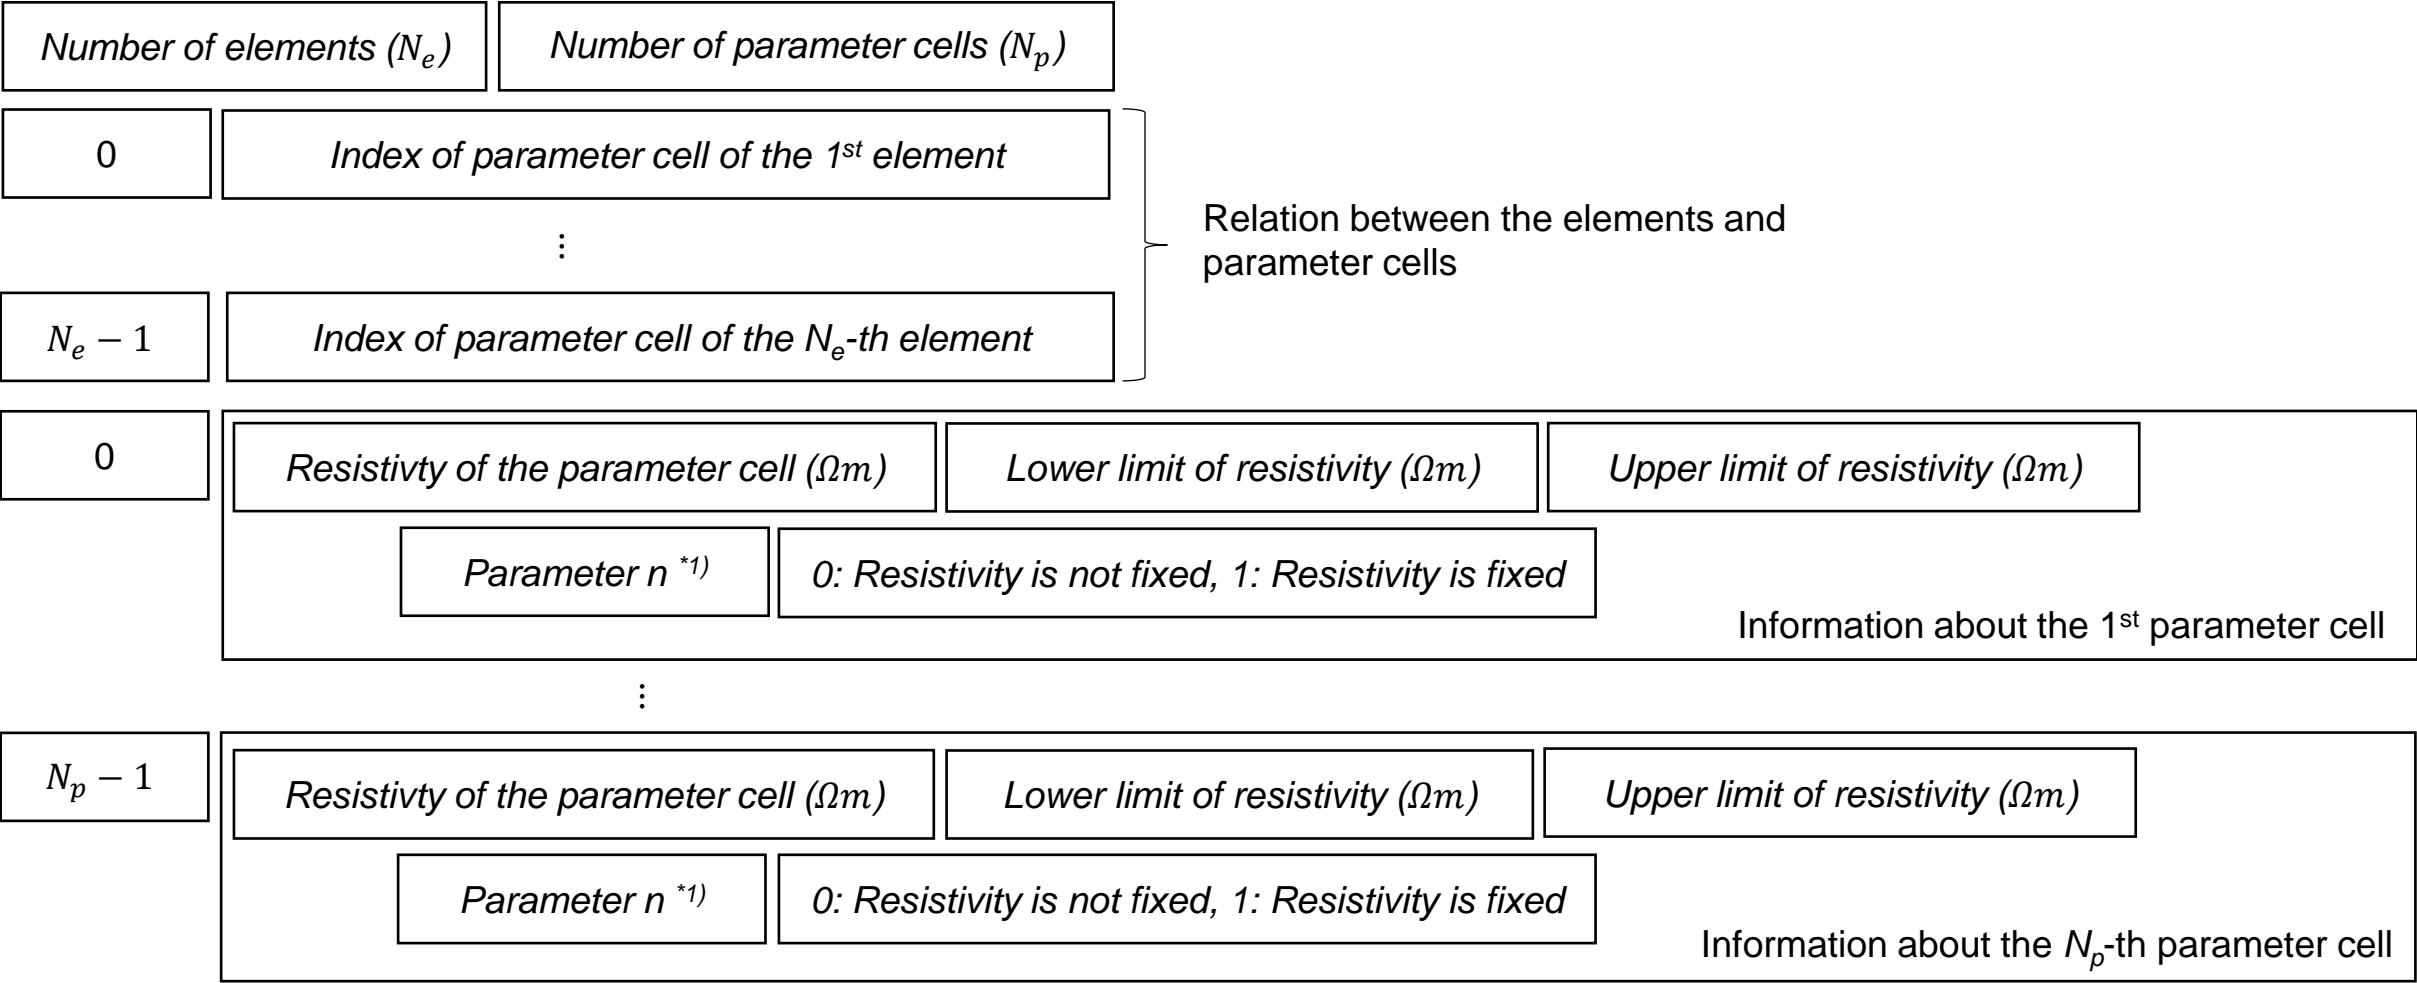 Number of elements (Nₑ) Number of parameter cells (Nₚ)
0 Index of parameter cell of the 1ˢᵗ element
⋮
Relation between the elements and
parameter cells
Nₑ − 1 Index of parameter cell of the Nₑ-th element
0 Resistivty of the parameter cell (Ωm) Lower limit of resistivity (Ωm) Upper limit of resistivity (Ωm)
Parameter n *1) 0: Resistivity is not fixed, 1: Resistivity is fixed
Information about the 1ˢᵗ parameter cell
⋮
Nₚ − 1 Resistivty of the parameter cell (Ωm) Lower limit of resistivity (Ωm) Upper limit of resistivity (Ωm)
Parameter n *1) 0: Resistivity is not fixed, 1: Resistivity is fixed
Information about the Nₚ-th parameter cell